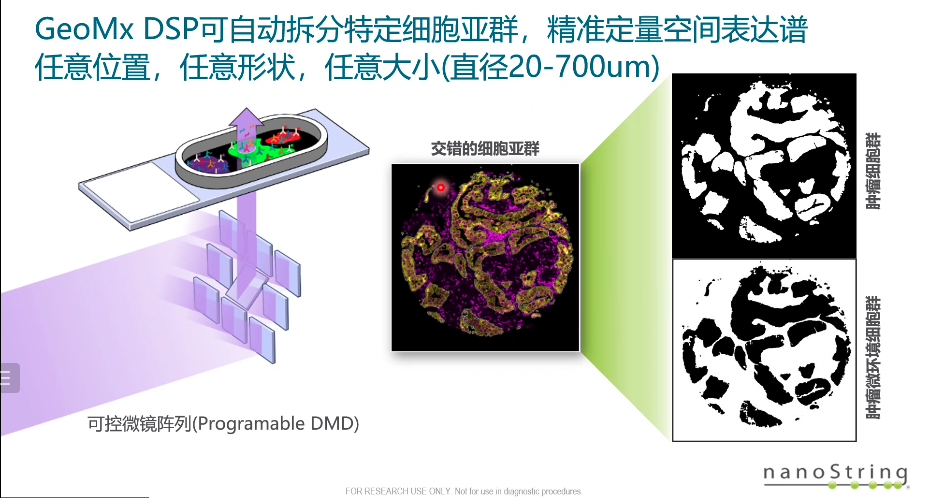 GeoMx DSP可自动拆分特定细胞亚群，精准定量空间表达谱
任意位置，任意形状，任意大小(直径20-700um)
交错的细胞亚群
肿瘤细胞群
肿瘤微环境细胞群
可控微镜阵列(Programable DMD)
nanoString
FOR RESEARCH USE ONLY. Not for use in diagnostic procedures.